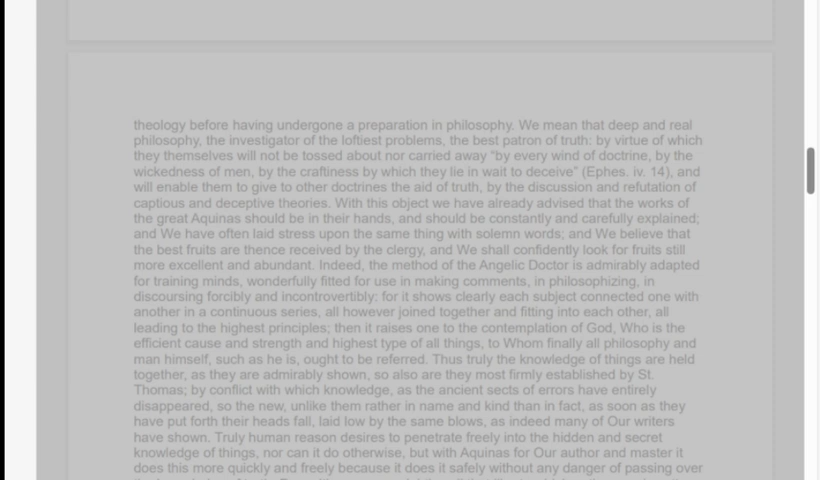 theology before having undergone a preparation in philosophy. We mean that deep and real
philosophy, the investigator of the loftiest problems, the best patron of truth: by virtue of which
they themselves will not be tossed about nor carried away “by every wind of doctrine, by the
wickedness of men, by the craftiness by which they lie in wait to deceive” (Ephes. iv. 14), and
will enable them to give to other doctrines the aid of truth, by the discussion and refutation of
captious and deceptive theories. With this object we have already advised that the works of
the great Aquinas should be in their hands, and should be constantly and carefully explained;
and We have often laid stress upon the same thing with solemn words; and We believe that
the best fruits are thence received by the clergy, and We shall confidently look for fruits still
more excellent and abundant. Indeed, the method of the Angelic Doctor is admirably adapted
for training minds, wonderfully fitted for use in making comments, in philosophizing, in
discoursing forcibly and incontrovertibly: for it shows clearly each subject connected one with
another in a continuous series, all however joined together and fitting into each other, all
leading to the highest principles; then it raises one to the contemplation of God, Who is the
efficient cause and strength and highest type of all things, to Whom finally all philosophy and
man himself, such as he is, ought to be referred. Thus truly the knowledge of things are held
together, as they are admirably shown, so also are they most firmly established by St.
Thomas; by conflict with which knowledge, as the ancient sects of errors have entirely
disappeared, so the new, unlike them rather in name and kind than in fact, as soon as they
have put forth their heads fall, laid low by the same blows, as indeed many of Our writers
have shown. Truly human reason desires to penetrate freely into the hidden and secret
knowledge of things, nor can it do otherwise, but with Aquinas for Our author and master it
does this more quickly and freely because it does it safely without any danger of passing over